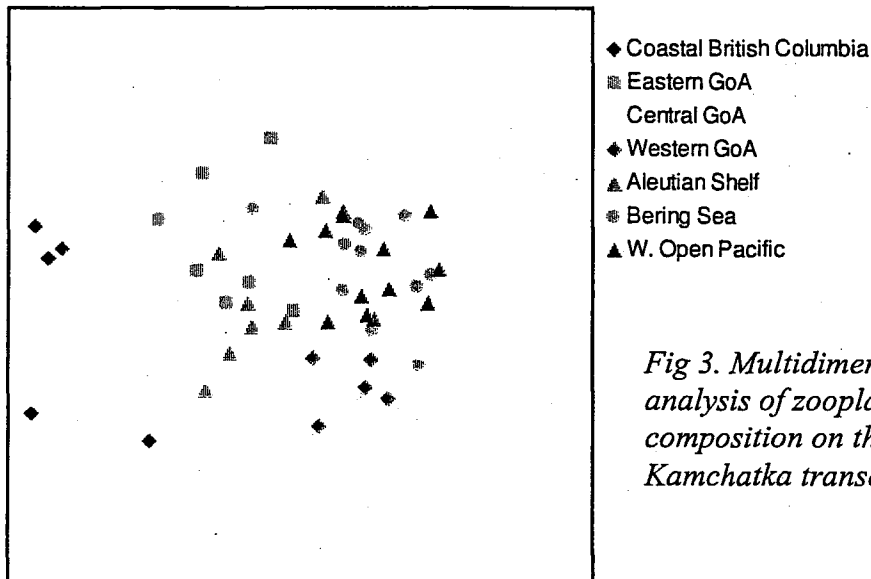 Coastal British Columbia
Eastern GoA
Central GoA
Western GoA
Aleutian Shelf
Bering Sea
W. Open Pacific
Fig 3. Multidimen
analysis of zoopla
composition on th
Kamchatka transe